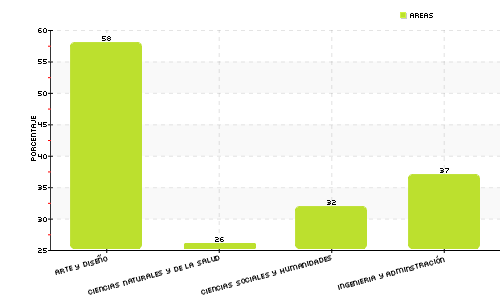 AREAS
60
55
50
45
40
35
30
25
PORCENTAJE
58
26
32
37
ARTE Y DISEÑO
CIENCIAS NATURALES Y DE LA SALUD
CIENCIAS SOCIALES Y HUMANIDADES
INGENIERIA Y ADMINSTRACIÓN